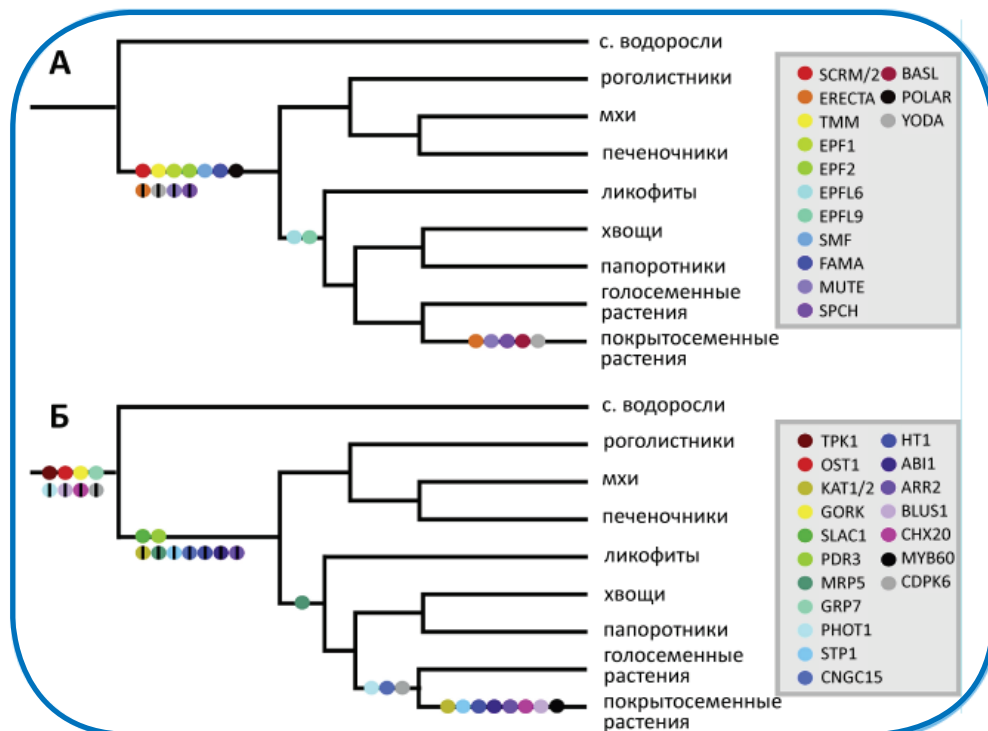 А
с. водоросли
роголистники
мхи
печеночники
ликофиты
хвощи
папоротники
голосеменные
растения
покрытосеменные
растения
SCRM/2 BASL
ERECTA POLAR
TMM YODA
EPF1
EPF2
EPFL6
EPFL9
SMF
FAMA
MUTE
SPCH
Б
с. водоросли
роголистники
мхи
печеночники
ликофиты
хвощи
папоротники
голосеменные
растения
покрытосеменные
растения
TPK1 HT1
OST1 ABI1
KAT1/2 ARR2
GORK BLUS1
SLAC1 CHX20
PDR3 MYB60
MRP5 CDPK6
GRP7
PHOT1
STP1
CNGC15